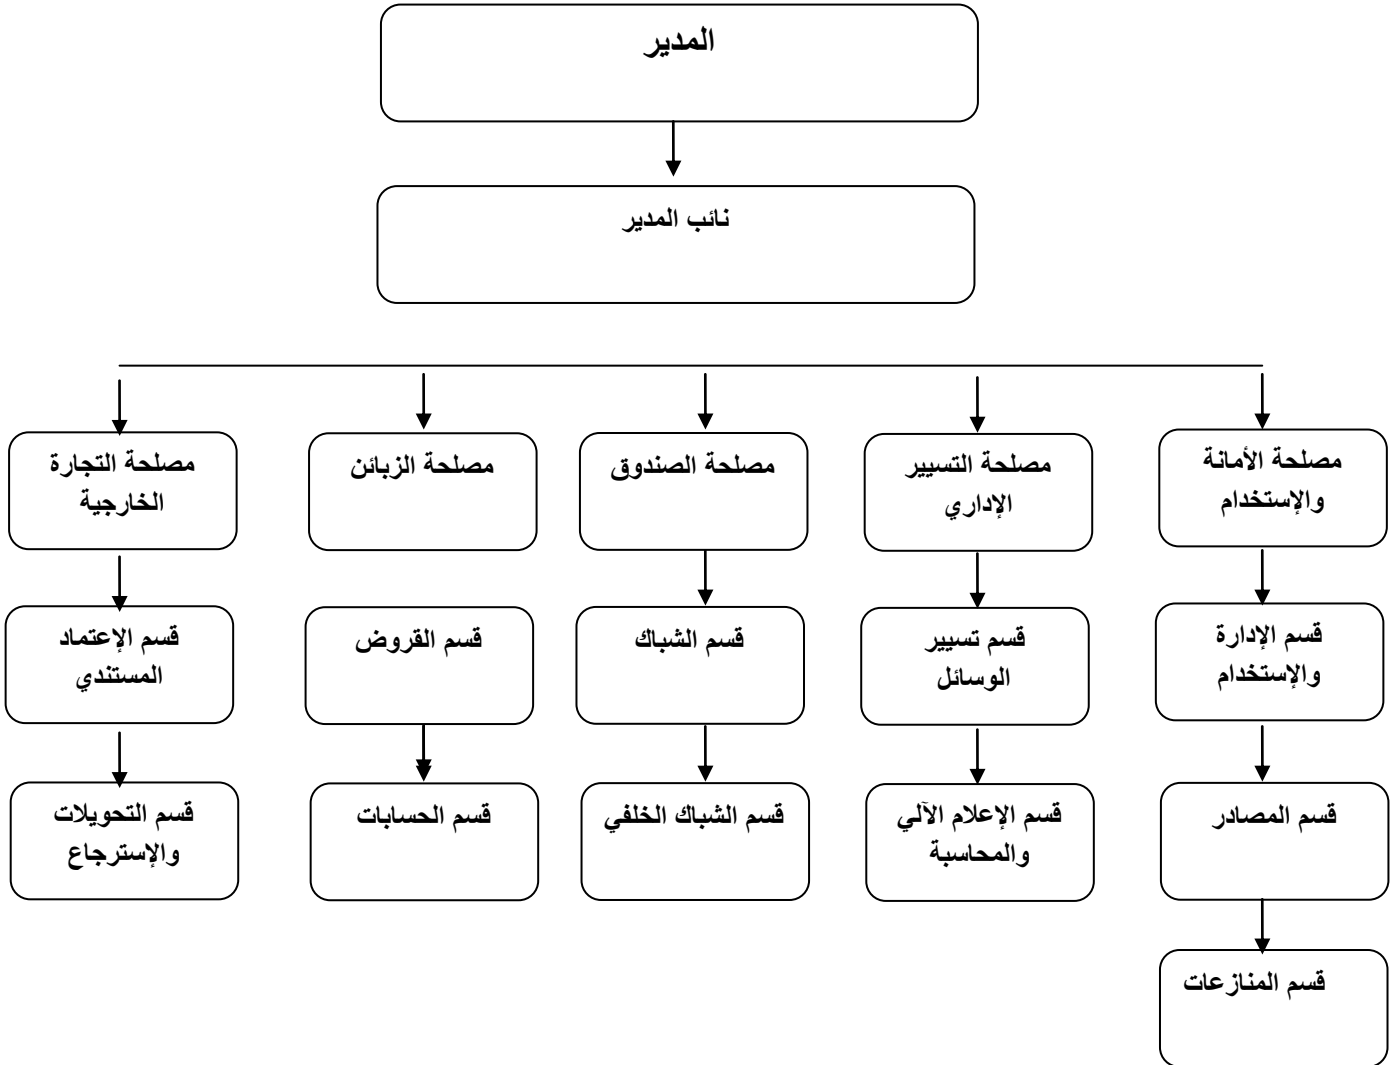 المدير
نائب المدير
مصلحة الأمانة
والإستخدام
مصلحة التسيير
الإداري
مصلحة الصندوق
مصلحة الزبائن
مصلحة التجارة
الخارجية
قسم الإدارة
والإستخدام
قسم تسيير
الوسائل
قسم الشباك
قسم القروض
قسم الإعتماد
المستندي
قسم المصادر
قسم الإعلام الآلي
والمحاسبة
قسم الشباك الخلفي
قسم الحسابات
قسم التحويلات
والإسترجاع
قسم المنازعات